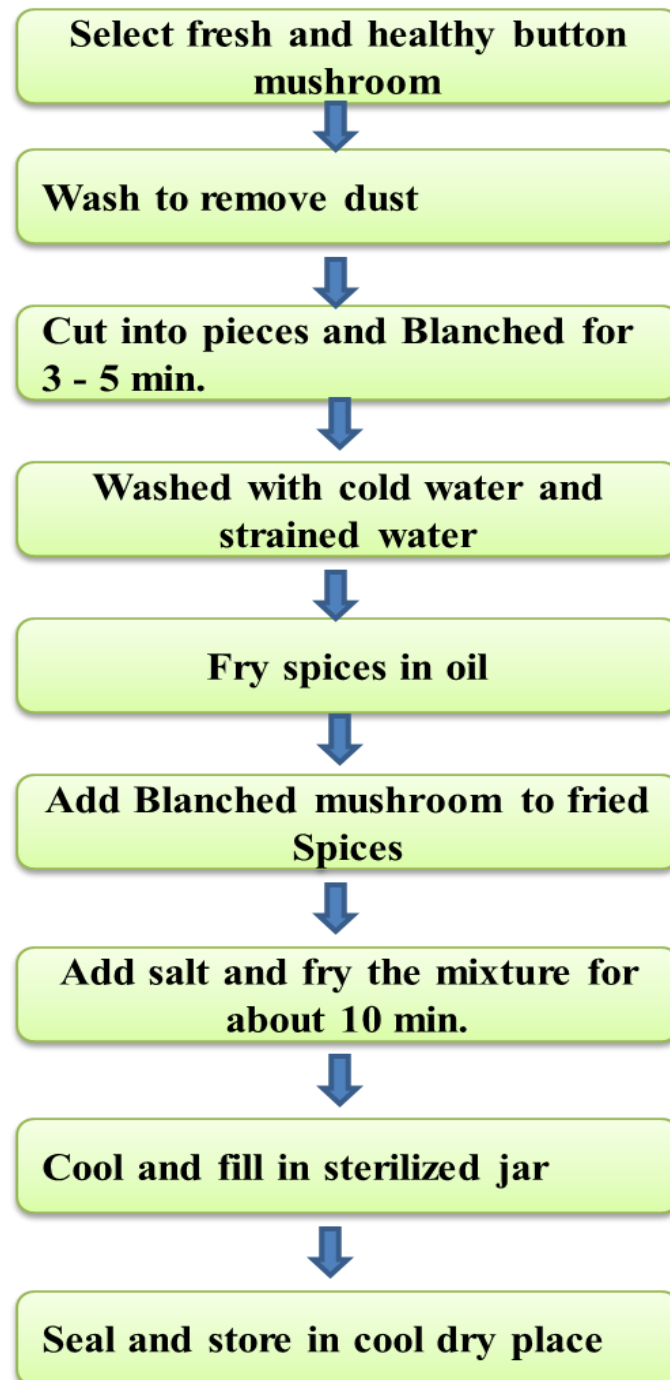 Select fresh and healthy button
mushroom
Wash to remove dust
Cut into pieces and Blanched for
3 - 5 min.
Washed with cold water and
strained water
Fry spices in oil
Add Blanched mushroom to fried
Spices
Add salt and fry the mixture for
about 10 min.
Cool and fill in sterilized jar
Seal and store in cool dry place